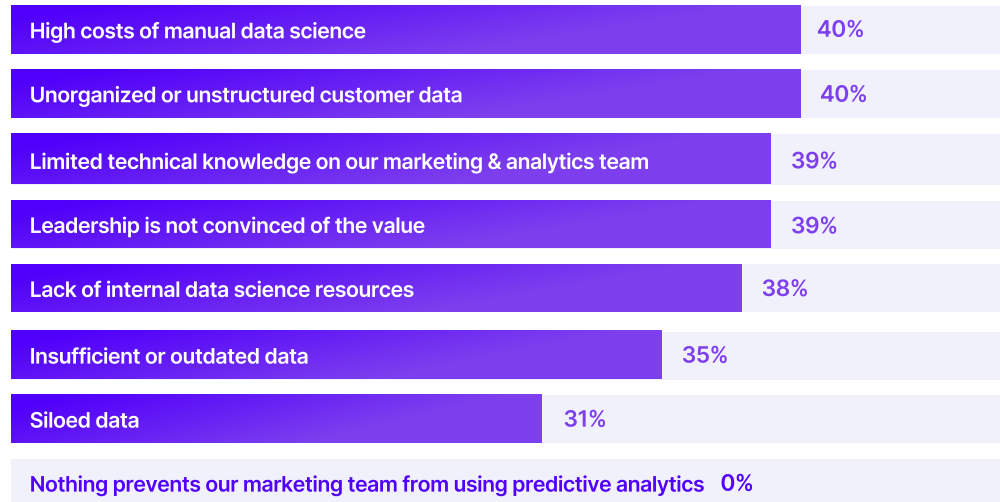 High costs of manual data science 40%
Unorganized or unstructured customer data 40%
Limited technical knowledge on our marketing & analytics team 39%
Leadership is not convinced of the value 39%
Lack of internal data science resources 38%
Insufficient or outdated data 35%
Siloed data 31%
Nothing prevents our marketing team from using predictive analytics 0%